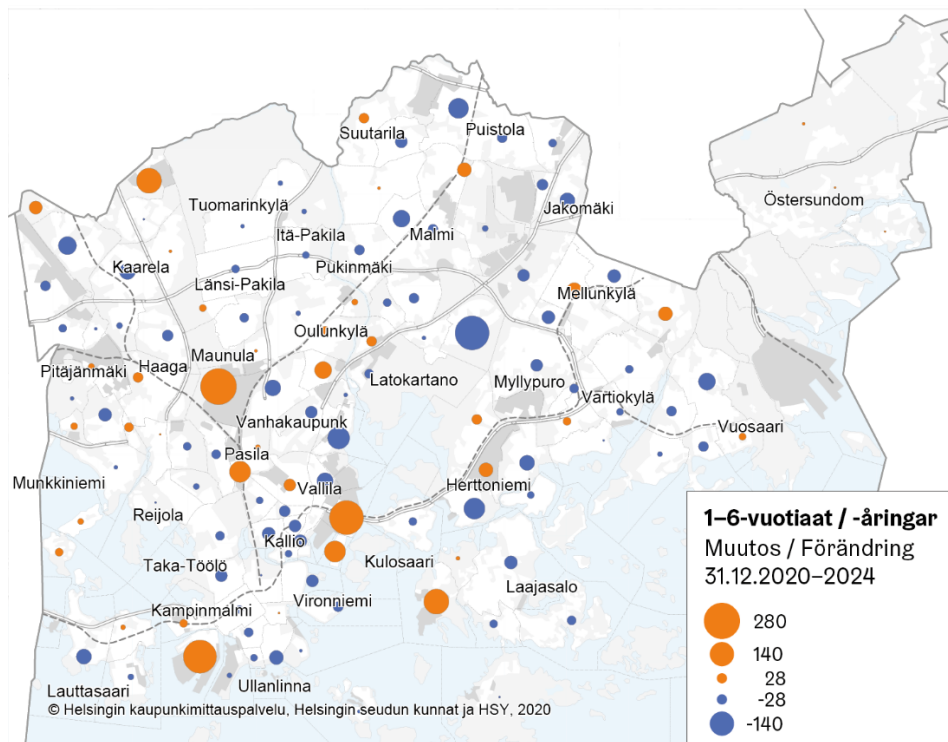 Suutarila
Puistola
Östersundom
Tuomarinkylä
Jakomäki
Itä-Pakila
Malmi
Kaarela
Pukinmäki
Länsi-Pakila
Mellunkylä
Oulunkylä
Maunula
Pitäjänmäki
Haaga
Latokartano
Myllypuro
Vartiokylä
Vanhakaupunk
Vuosaari
Pasila
Munkkiniemi
Vallila
Herttoniemi
Reijola
Kallio
Taka-Töölö
Kulosaari
Laajasalo
Vironniemi
Kampinmalmi
Lauttasaari
Ullanlinna
© Helsingin kaupunkimittauspalvelu, Helsingin seudun kunnat ja HSY, 2020
1–6-vuotiaat / -åringar
Muutos / Förändring
31.12.2020–2024
280
140
28
-28
-140